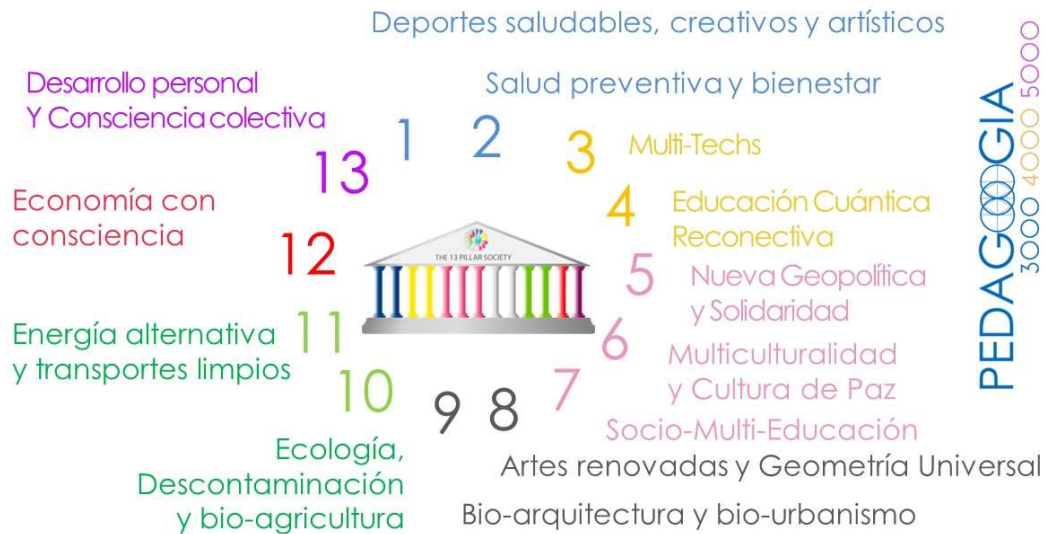 Deportes saludables, creativos y artísticos
Salud preventiva y bienestar
Desarrollo personal
Y Consciencia colectiva
1
2
3
Multi-Techs
13
4
Educación Cuántica
Reconectiva
Economía con
consciencia
12
THE 13 PILLAR SOCIETY
5
Nueva Geopolítica
y Solidaridad
Energía alternativa
y transportes limpios
11
6
Multiculturalidad
y Cultura de Paz
10
9
8
7
Socio-Multi-Educación
Ecología,
Descontaminación
y bio-agricultura
Artes renovadas y Geometría Universal
Bio-arquitectura y bio-urbanismo
PEDAGOOOGIA
3000 4000 5000